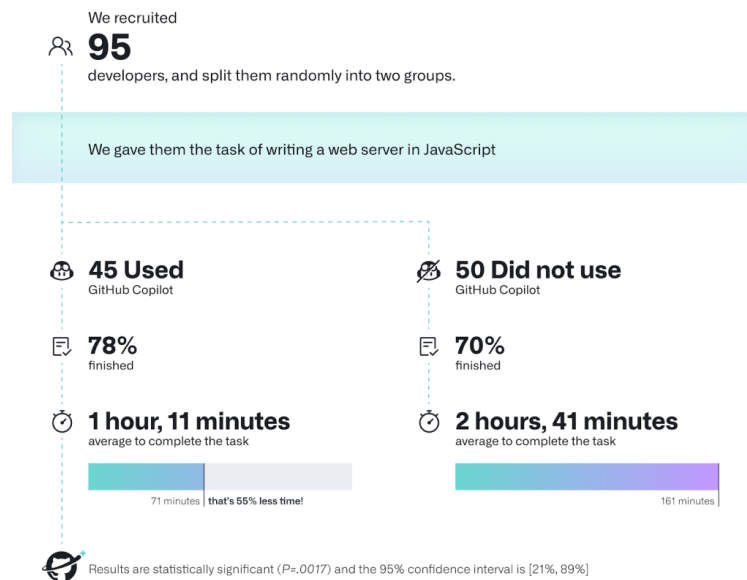 We recruited
95
developers, and split them randomly into two groups.
We gave them the task of writing a web server in JavaScript
45 Used
GitHub Copilot
50 Did not use
GitHub Copilot
78%
finished
70%
finished
1 hour, 11 minutes
average to complete the task
2 hours, 41 minutes
average to complete the task
71 minutes that's 55% less time!
161 minutes
Results are statistically significant (P=.0017) and the 95% confidence interval is [21%, 89%]